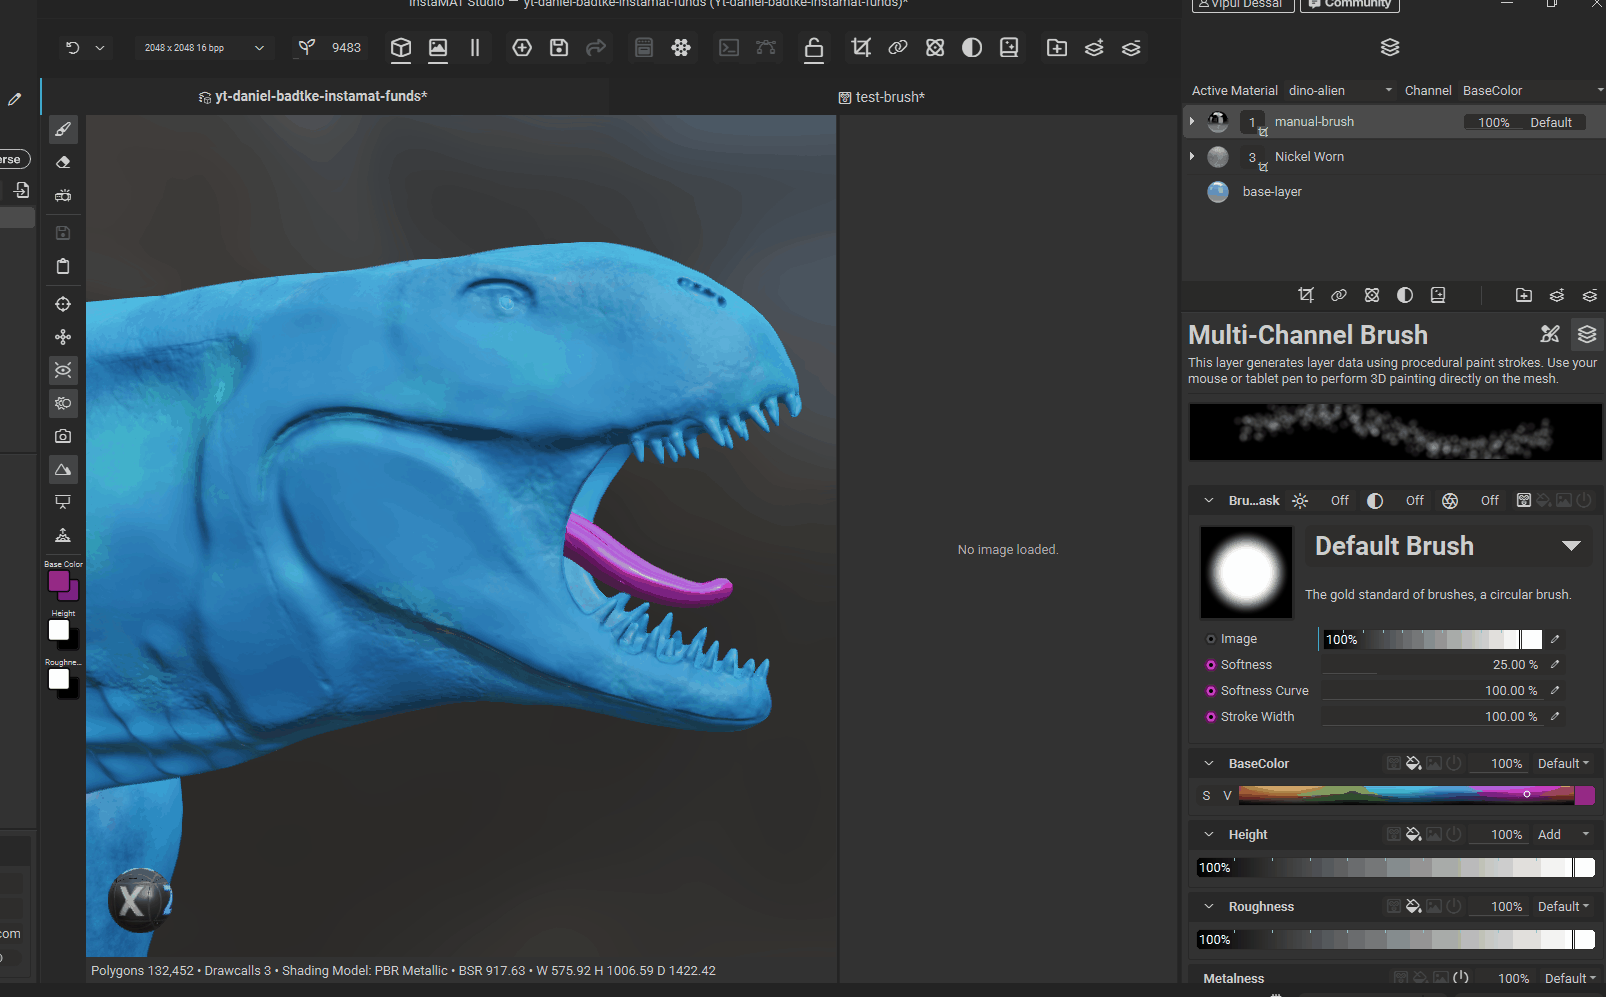 InstaMAT Studio — yt-daniel-badtke-instamat-funds (Yt-daniel-badtke-instamat-funds)*
Vipul Dessai
Community
2048 x 2048 16 bpp
9483
yt-daniel-badtke-instamat-funds*
test-brush*
Active Material
dino-alien
Channel
BaseColor
1
manual-brush
100%
Default
3
Nickel Worn
base-layer
erse
Multi-Channel Brush
This layer generates layer data using procedural paint strokes. Use your
mouse or tablet pen to perform 3D painting directly on the mesh.
Bru...ask
Off
Off
Off
Default Brush
The gold standard of brushes, a circular brush.
Image
100%
Softness
25.00 %
Softness Curve
100.00 %
Stroke Width
100.00 %
BaseColor
100%
Default
S
V
Height
100%
Add
100%
Roughness
100%
Default
100%
Metalness
100%
Default
No image loaded.
Base Color
Height
Roughne...
X
com
Polygons 132,452 • Drawcalls 3 • Shading Model: PBR Metallic • BSR 917.63 • W 575.92 H 1006.59 D 1422.42